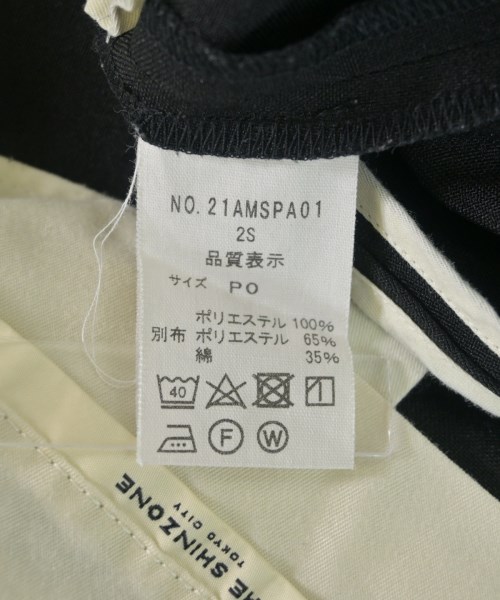 NO. 21AMSPA01
2S
品質表示
サイズ PO
ポリエステル 100%
別布 ポリエステル 65%
綿 35%
40
F W
THE SHINZONE
TOKYO CITY